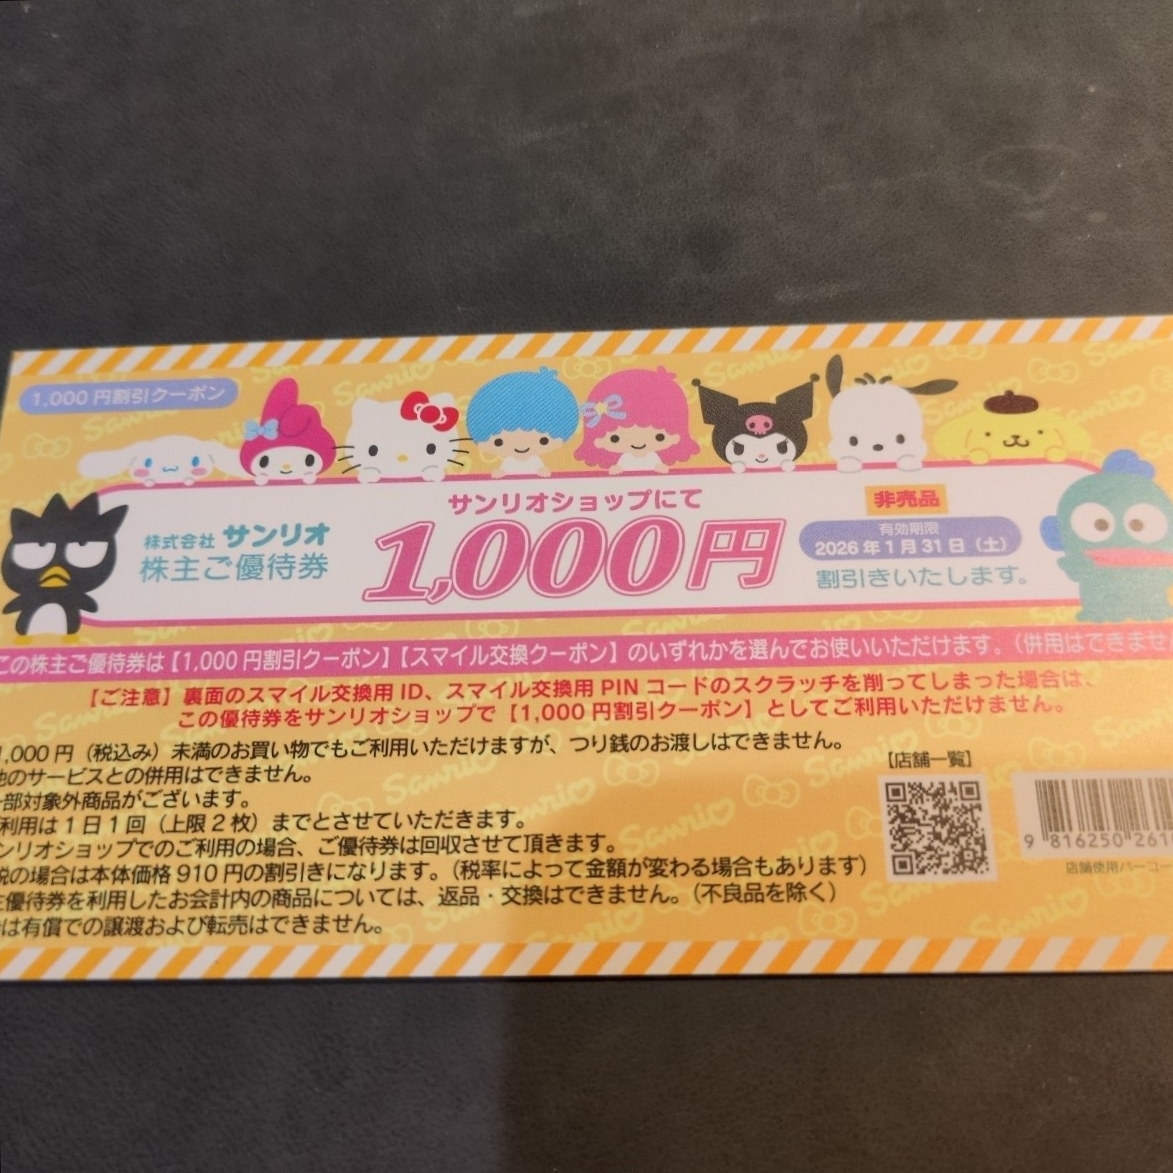 1,000円割引クーポン
サンリオショップにて
非売品
株式会社 サンリオ
株主ご優待券
1,000円
有効期限
2026年1月31日（土）
割引きいたします。
この株主ご優待券は【1,000円割引クーポン】【スマイル交換クーポン】のいずれかを選んでお使いいただけます。（併用はできませ
【ご注意】裏面のスマイル交換用ID、スマイル交換用PINコードのスクラッチを削ってしまった場合は、
この優待券をサンリオショップで【1,000円割引クーポン】としてご利用いただけません。
1,000円（税込み）未満のお買い物でもご利用いただけますが、つり銭のお渡しはできません。
他のサービスとの併用はできません。
一部対象外商品がございます。
利用は1日1回（上限2枚）までとさせていただきます。
ンリオショップでのご利用の場合、ご優待券は回収させて頂きます。
税の場合は本体価格910円の割引きになります。（税率によって金額が変わる場合もあります）
優待券を利用したお会計内の商品については、返品・交換はできません。（不良品を除く）
は有償での譲渡および転売はできません。
【店舗一覧】
9 816250 261
店舗使用バーコー
Sanrio